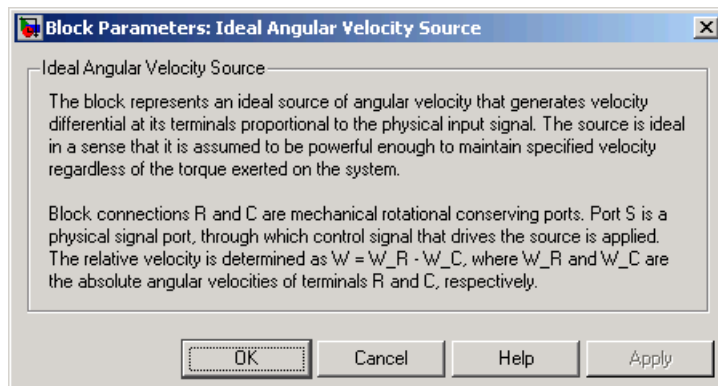 Block Parameters: Ideal Angular Velocity Source
Ideal Angular Velocity Source
The block represents an ideal source of angular velocity that generates velocity
differential at its terminals proportional to the physical input signal. The source is ideal
in a sense that it is assumed to be powerful enough to maintain specified velocity
regardless of the torque exerted on the system.
Block connections R and C are mechanical rotational conserving ports. Port S is a
physical signal port, through which control signal that drives the source is applied.
The relative velocity is determined as W = W_R - W_C, where W_R and W_C are
the absolute angular velocities of terminals R and C, respectively.
OK Cancel Help Apply